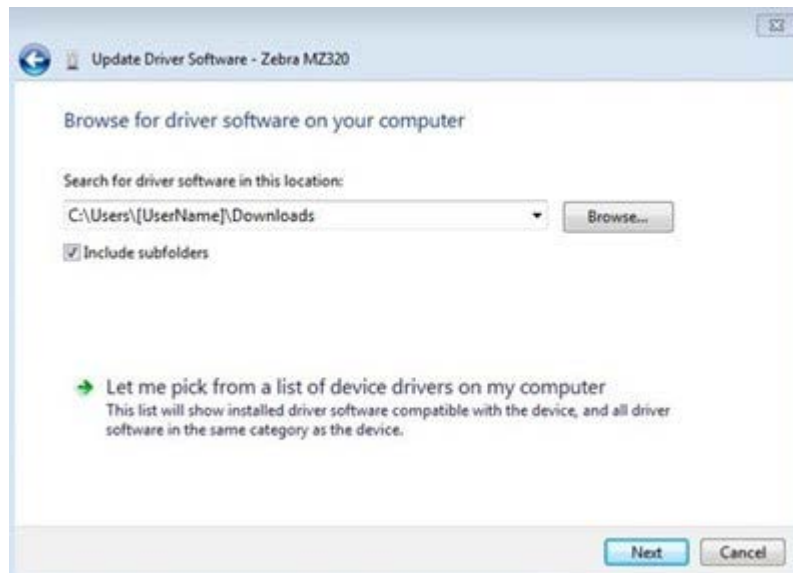 Update Driver Software - Zebra MZ320
Browse for driver software on your computer
Search for driver software in this location:
C:\Users\[UserName]\Downloads
Browse...
Include subfolders
Let me pick from a list of device drivers on my computer
This list will show installed driver software compatible with the device, and all driver
software in the same category as the device.
Next
Cancel